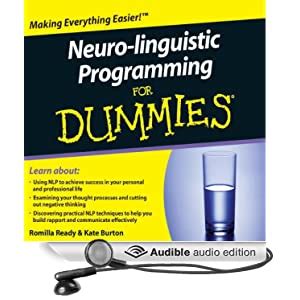 Making Everything Easier!™
Neuro-linguistic
Programming
FOR
DUMMIES®
Learn about:
• Using NLP to achieve success in your personal
and professional life
• Examining your thought processes and cutting
out negative thinking
• Discovering practical NLP techniques to help you
build rapport and communicate effectively
Romilla Ready & Kate Burton
Audible audio edition